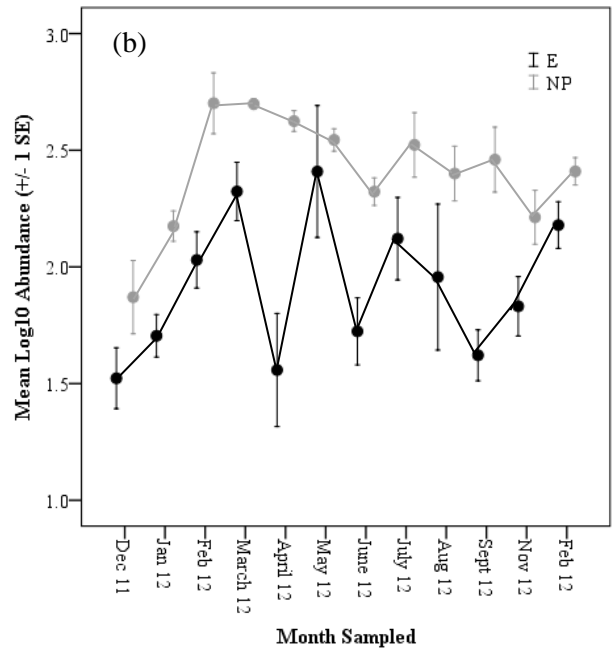 (b)
E
NP
Mean Log10 Abundance (+/- 1 SE)
3.0
2.5
2.0
1.5
1.0
Dec 11
Jan 12
Feb 12
March 12
April 12
May 12
June 12
July 12
Aug 12
Sept 12
Nov 12
Feb 12
Month Sampled